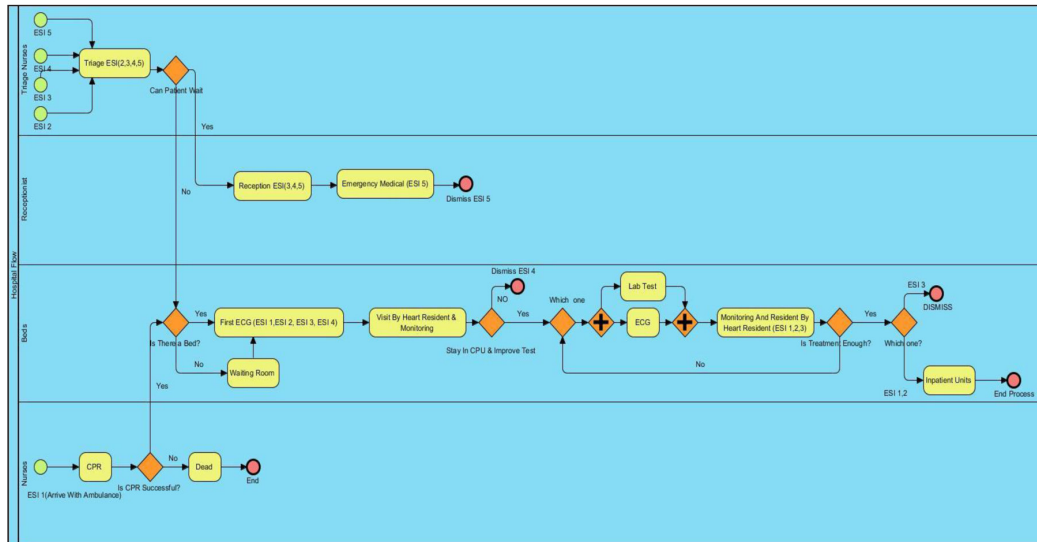 Hospital Flow
Triage Nurses
ESI 5
ESI 4
ESI 3
ESI 2
Triage ESI(2,3,4,5)
Can Patient Wait
Yes
No
Receptionist
Reception ESI(3,4,5)
Emergency Medical (ESI 5)
Dismiss ESI 5
Beds
Is There a Bed?
Yes
No
Yes
First ECG (ESI 1,ESI 2, ESI 3, ESI 4)
Waiting Room
Visit By Heart Resident &
Monitoring
Dismiss ESI 4
NO
Yes
Stay In CPU & Improve Test
Which one
Lab Test
ECG
Monitoring And Resident By
Heart Resident (ESI 1,2,3)
Is Treatment Enough?
Yes
No
Which one?
ESI 3
DISMISS
ESI 1,2
Inpatient Units
End Process
Nurses
ESI 1(Arrive With Ambulance)
CPR
Is CPR Successful?
No
Dead
End